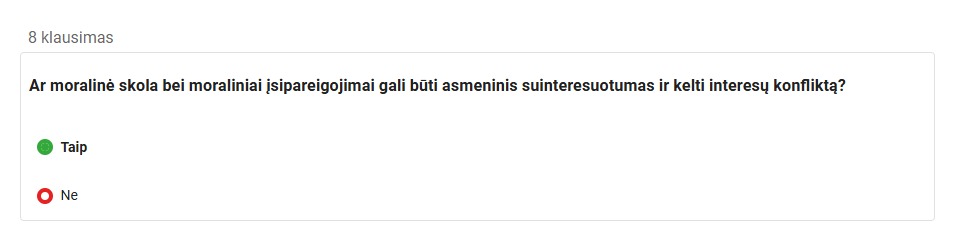 8 klausimas
Ar moralinė skola bei moraliniai įsipareigojimai gali būti asmeninis suinteresuotumas ir kelti interesų konfliktą?
Taip
Ne